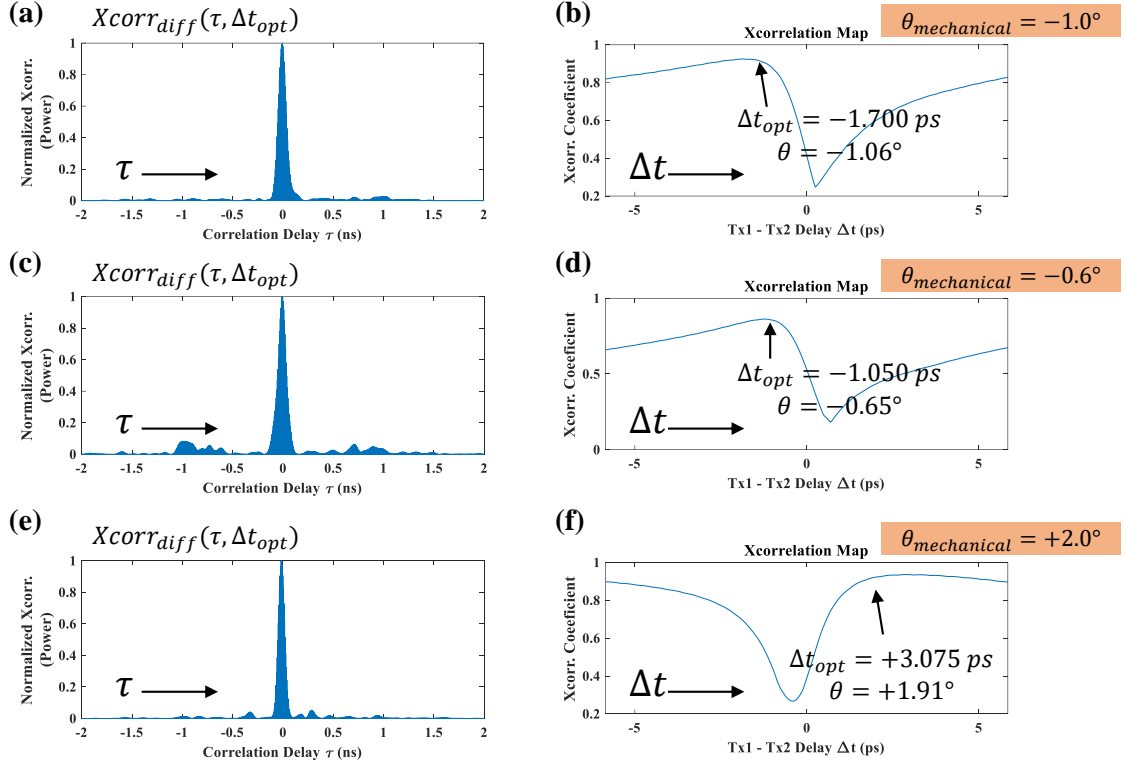 (a)
Xcorr_diff(τ, Δt_opt)
Normalized Xcorr.
(Power)
1
0.8
0.6
0.4
0.2
0
τ
-2 -1.5 -1 -0.5 0 0.5 1 1.5 2
Correlation Delay τ (ns)
(b)
θ_mechanical = −1.0°
Xcorrelation Map
Xcorr. Coeeficient
1
0.8
0.6
0.4
0.2
Δt_opt = −1.700 ps
θ = −1.06°
Δt
-5 0 5
Tx1 - Tx2 Delay Δt (ps)
(c)
Xcorr_diff(τ, Δt_opt)
Normalized Xcorr.
(Power)
1
0.8
0.6
0.4
0.2
0
τ
-2 -1.5 -1 -0.5 0 0.5 1 1.5 2
Correlation Delay τ (ns)
(d)
θ_mechanical = −0.6°
Xcorrelation Map
Xcorr. Coeeficient
1
0.5
0
Δt_opt = −1.050 ps
θ = −0.65°
Δt
-5 0 5
Tx1 - Tx2 Delay Δt (ps)
(e)
Xcorr_diff(τ, Δt_opt)
Normalized Xcorr.
(Power)
1
0.8
0.6
0.4
0.2
0
τ
-2 -1.5 -1 -0.5 0 0.5 1 1.5 2
Correlation Delay τ (ns)
(f)
θ_mechanical = +2.0°
Xcorrelation Map
Xcorr. Coeeficient
1
0.8
0.6
0.4
0.2
Δt_opt = +3.075 ps
θ = +1.91°
Δt
-5 0 5
Tx1 - Tx2 Delay Δt (ps)